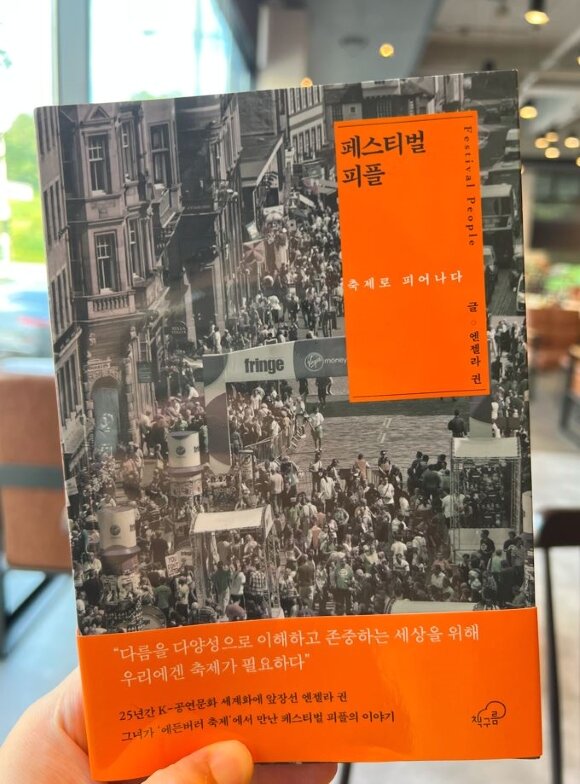 페스티벌
피플
Festival People
축제로 피어나다
글 ○ 엔젤라 권
fringe
Virgin money
“다름을 다양성으로 이해하고 존중하는 세상을 위해
우리에겐 축제가 필요하다”
25년간 K-공연문화 세계화에 앞장선 엔젤라 권
그녀가 ‘에든버러 축제’에서 만난 페스티벌 피플의 이야기
책구름